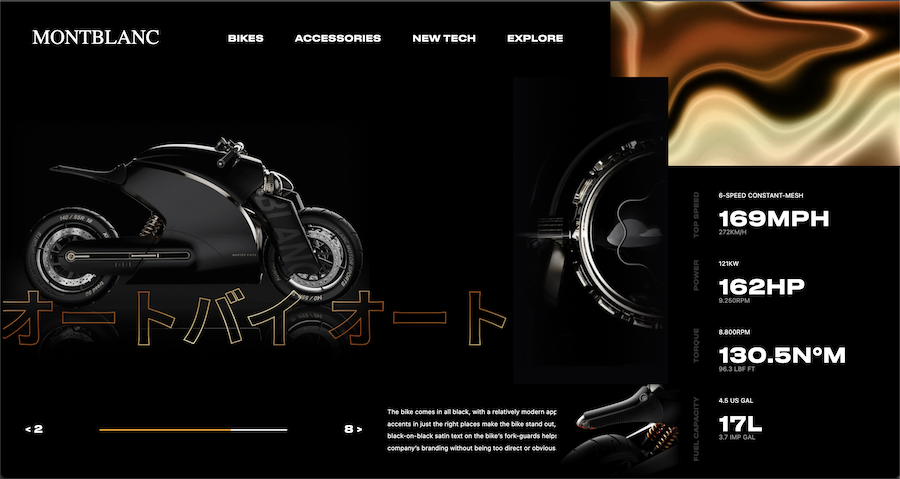 MONTBLANC
BIKES ACCESSORIES NEW TECH EXPLORE
オートバイ オート
< 2
8 >
The bike comes in all black, with a relatively modern app
accents in just the right places make the bike stand out,
black-on-black satin text on the bike's fork-guards helps
company's branding without being too direct or obvious.
TOP SPEED
6-SPEED CONSTANT-MESH
169MPH
272KM/H
POWER
121KW
162HP
9.250RPM
TORQUE
8.800RPM
130.5N°M
96.3 LBF FT
FUEL CAPACITY
4.5 US GAL
17L
3.7 IMP GAL